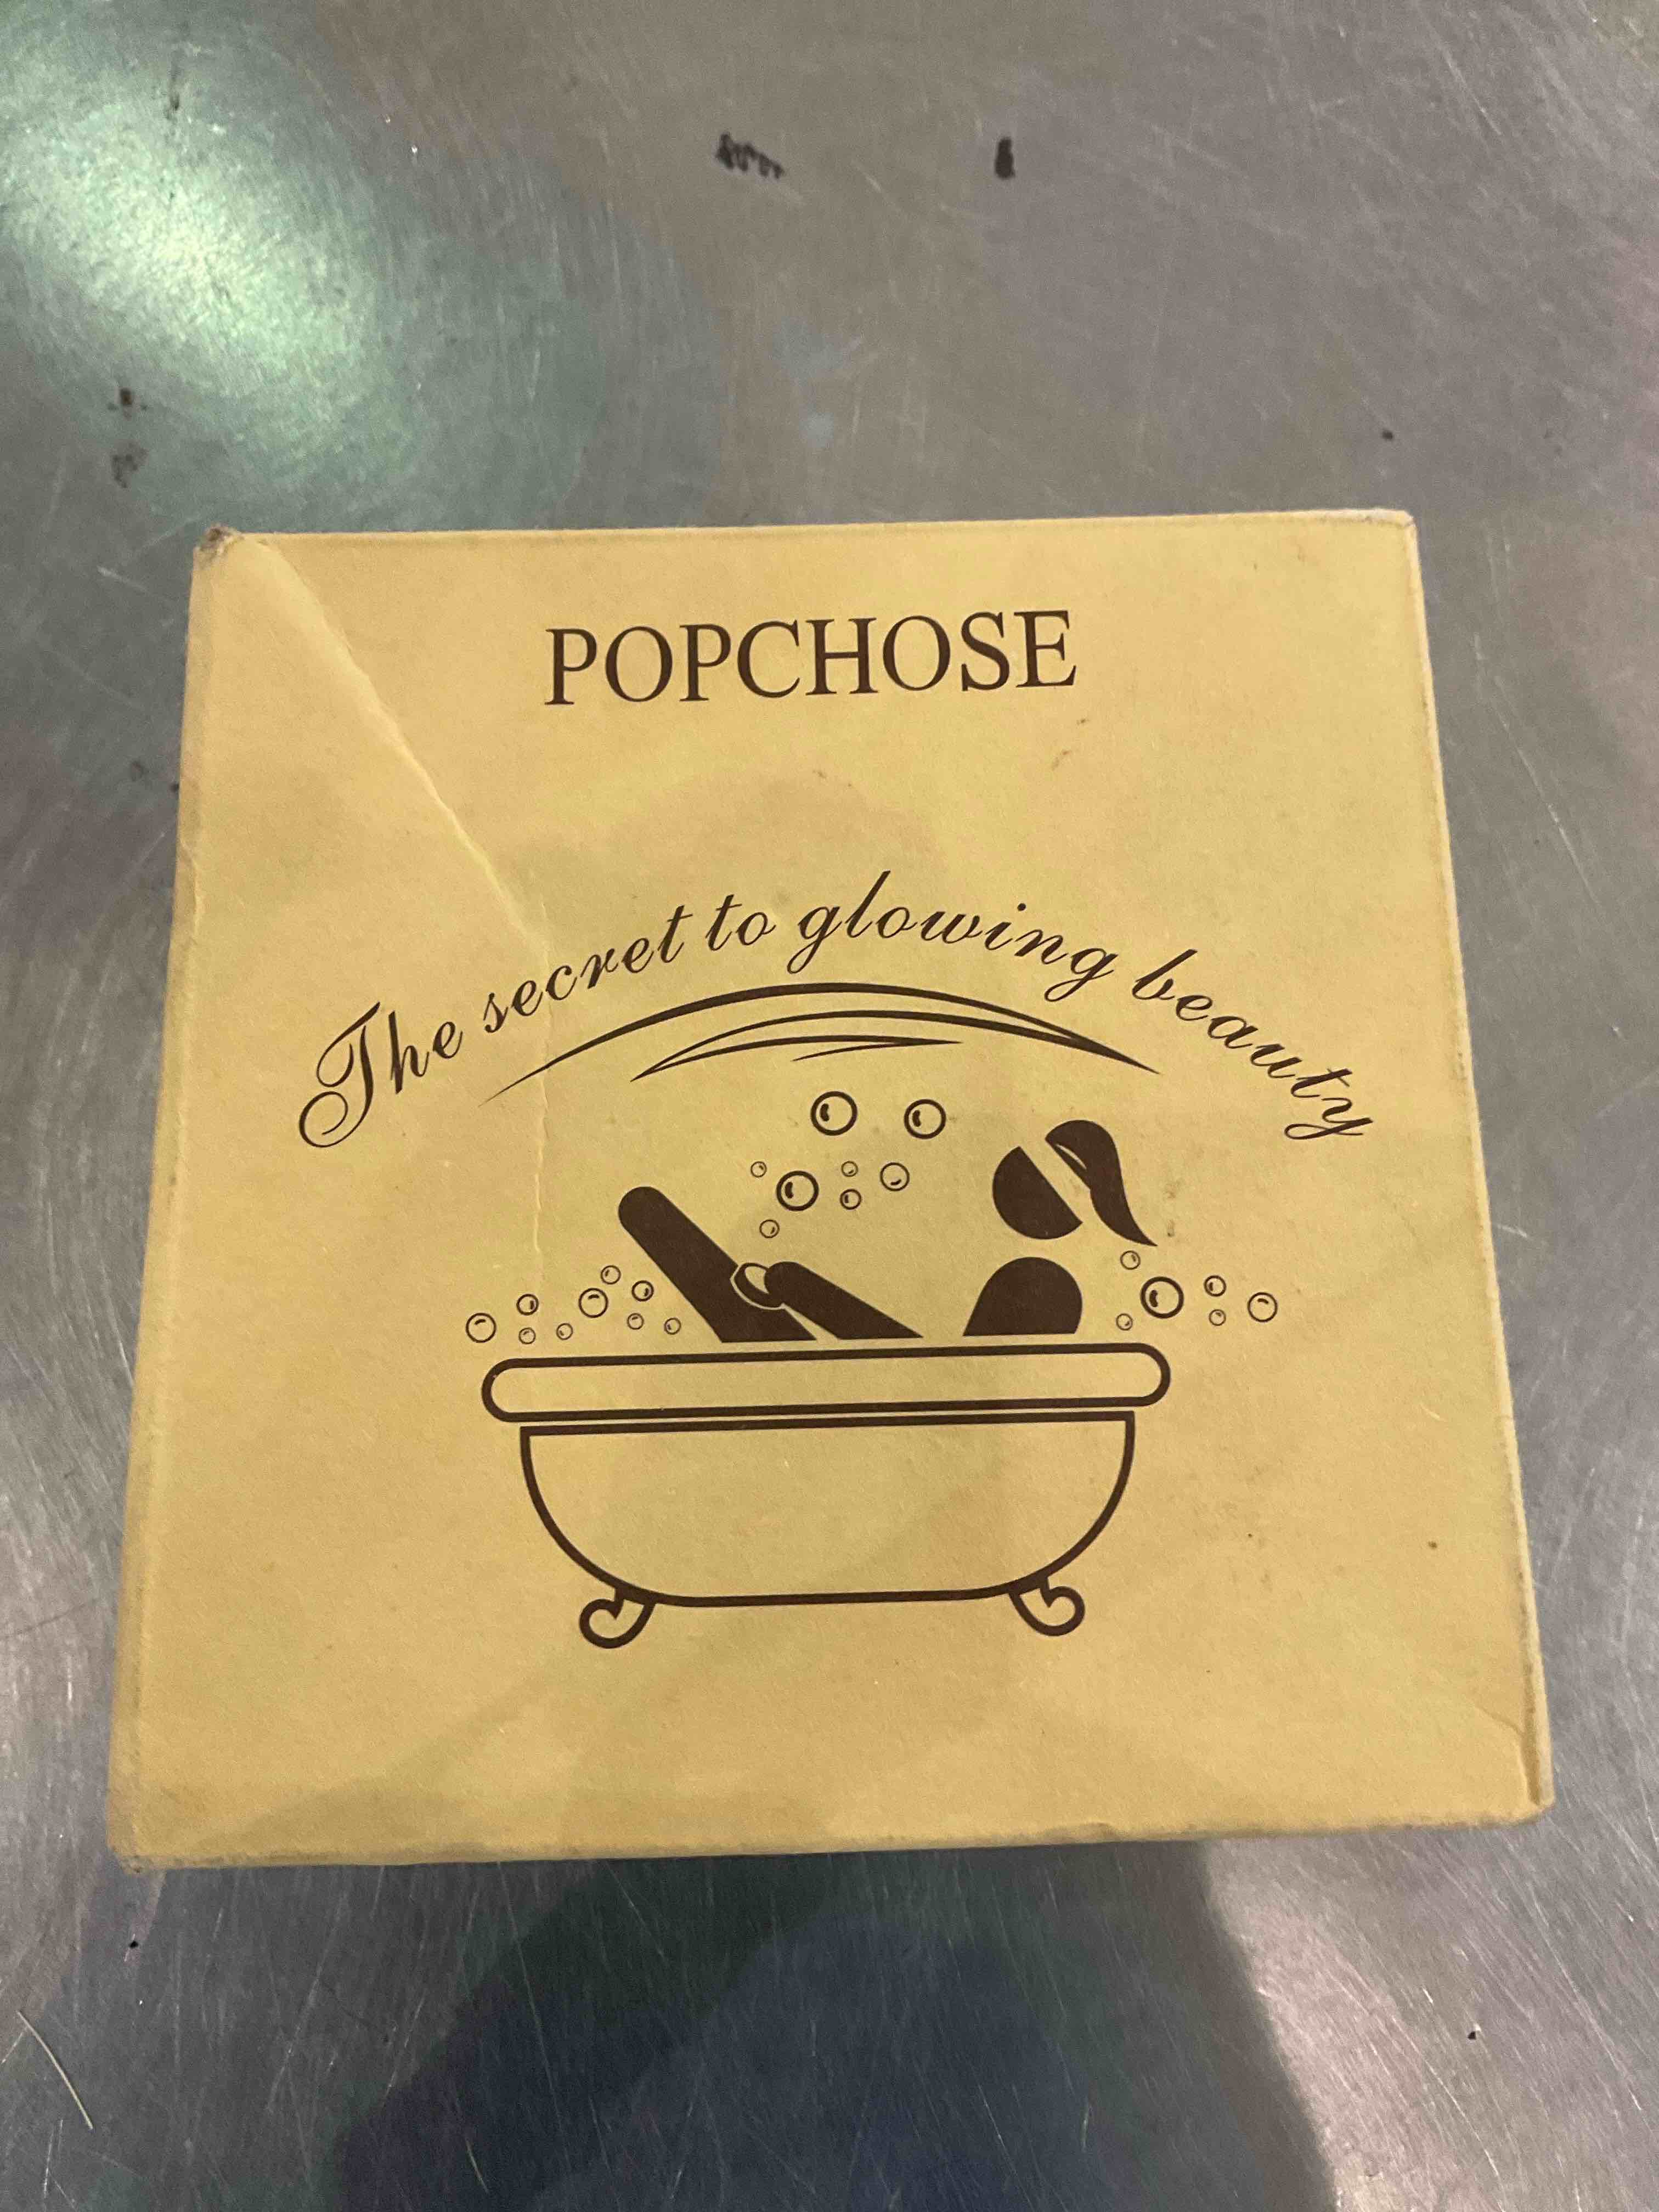 POPCHOSE
The secret to glowing beauty